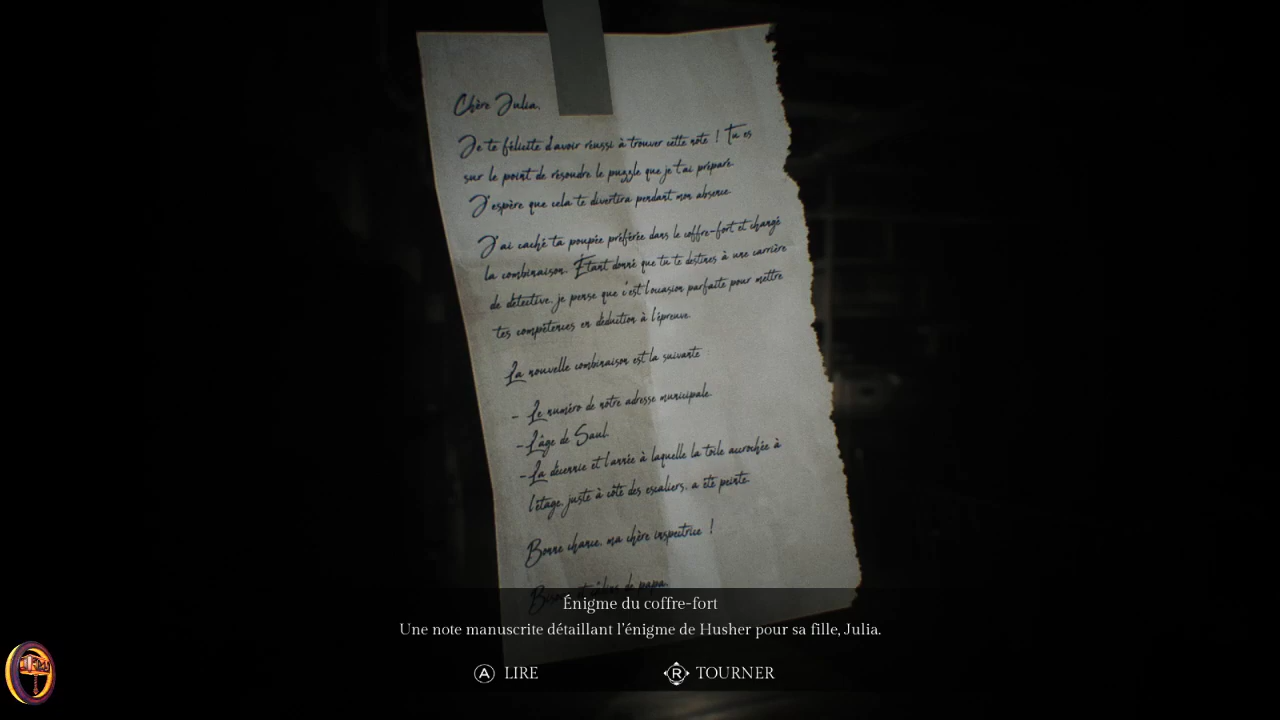 Chère Julia,
Je te félicite d'avoir réussi à trouver cette note ! Tu es
sur le point de résoudre le puzzle que je t'ai préparé.
J'espère que cela te divertira pendant mon absence.
J'ai caché ta poupée préférée dans le coffre-fort et changé
la combinaison. Étant donné que tu te destines à une carrière
de détective, je pense que c'est l'occasion parfaite pour mettre
tes compétences en déduction à l'épreuve.
La nouvelle combinaison est la suivante
- Le numéro de notre adresse municipale.
- L'âge de Saul.
- La décennie et l'année à laquelle la toile accrochée à
l'étage, juste à côté des escaliers, a été peinte.
Bonne chance, ma chère inspectrice !
de papa.
Énigme du coffre-fort
Une note manuscrite détaillant l'énigme de Husher pour sa fille, Julia.
A LIRE
R TOURNER